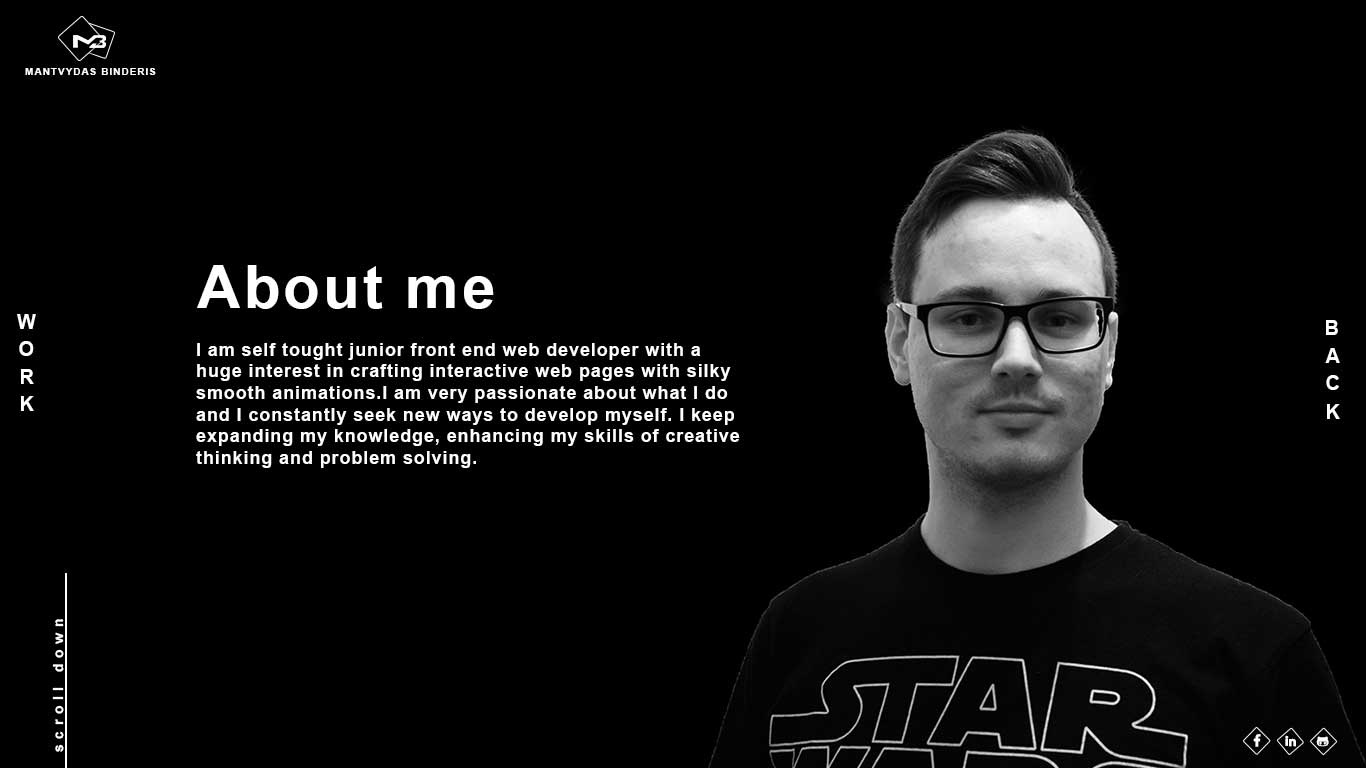 MB
MANTVYDAS BINDERIS
About me
I am self tought junior front end web developer with a
huge interest in crafting interactive web pages with silky
smooth animations.I am very passionate about what I do
and I constantly seek new ways to develop myself. I keep
expanding my knowledge, enhancing my skills of creative
thinking and problem solving.
W
O
R
K
B
A
C
K
scroll down
STAR
WARS
f
in